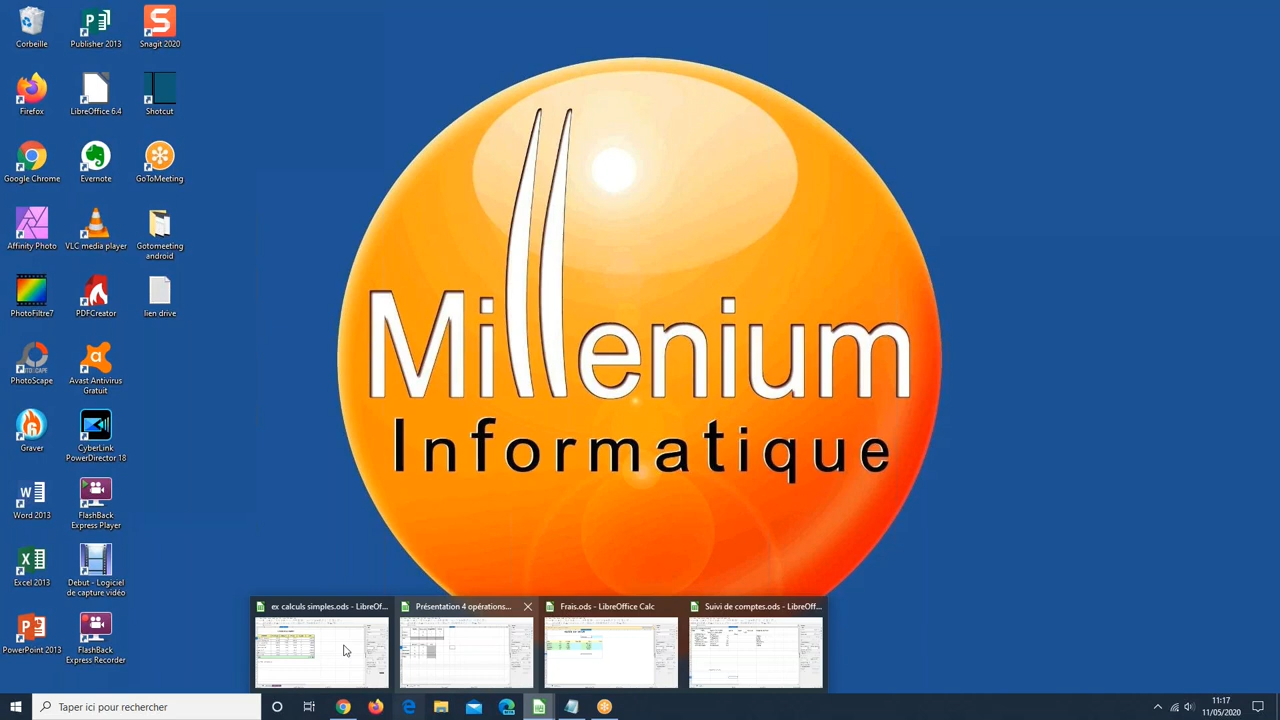 Corbeille
Publisher 2013
Snagit 2020
Firefox
LibreOffice 6.4
Shotcut
Google Chrome
Evernote
GoToMeeting
Affinity Photo
VLC media player
Gotomeeting
android
PhotoFiltre7
PDFCreator
lien drive
PhotoScape
Avast Antivirus
Gratuit
Graver
CyberLink
PowerDirector 18
Word 2013
FlashBack
Express Player
Excel 2013
Debut - Logiciel
de capture vidéo
PowerPoint 2013
FlashBack
Express Recorder
Millenium
Informatique
ex calculs simples.ods - LibreOf...
Présentation 4 opérations...
Frais.ods - LibreOffice Calc
Suivi de comptes.ods - LibreOff...
Taper ici pour rechercher
11:17
11/05/2020